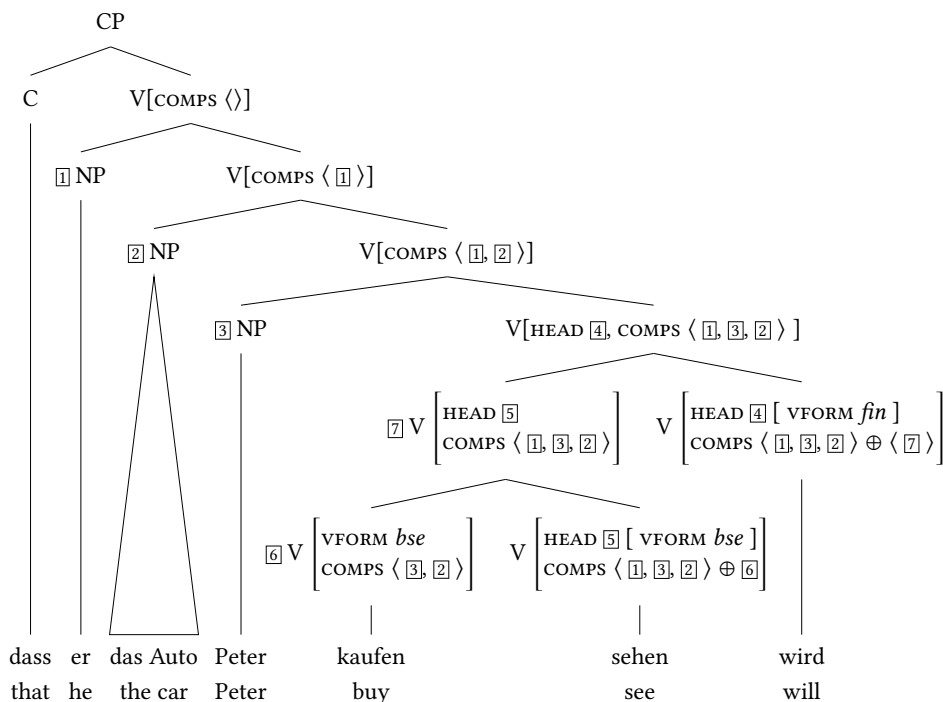 CP
C V[COMPS ⟨⟩]
1 NP V[COMPS ⟨ 1 ⟩]
2 NP V[COMPS ⟨ 1, 2 ⟩]
3 NP V[HEAD 4, COMPS ⟨ 1, 3, 2 ⟩ ]
7 V [HEAD 5 V [HEAD 4 [ VFORM fin ]
COMPS ⟨ 1, 3, 2 ⟩] COMPS ⟨ 1, 3, 2 ⟩ ⊕ ⟨ 7 ⟩]
6 V [VFORM bse V [HEAD 5 [ VFORM bse ]
COMPS ⟨ 3, 2 ⟩] COMPS ⟨ 1, 3, 2 ⟩ ⊕ 6]
dass er das Auto Peter kaufen sehen wird
that he the car Peter buy see will